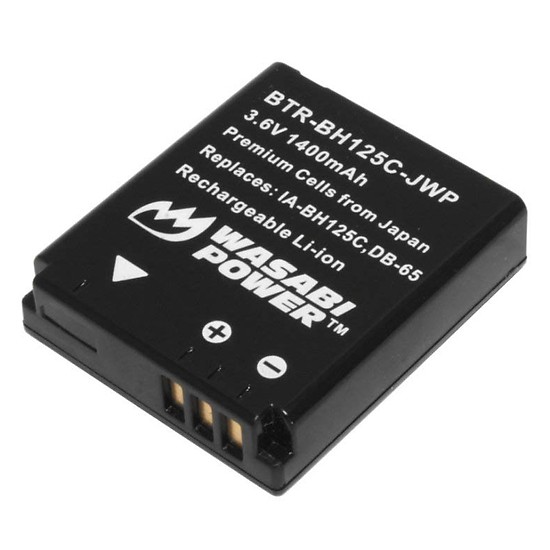 BTR-BH125C-JWP
3.6V 1400mAh
Premium Cells from Japan
Replaces: IA-BH125C, DB-65
Rechargeable Li-ion
WASABI
POWER™
+ −